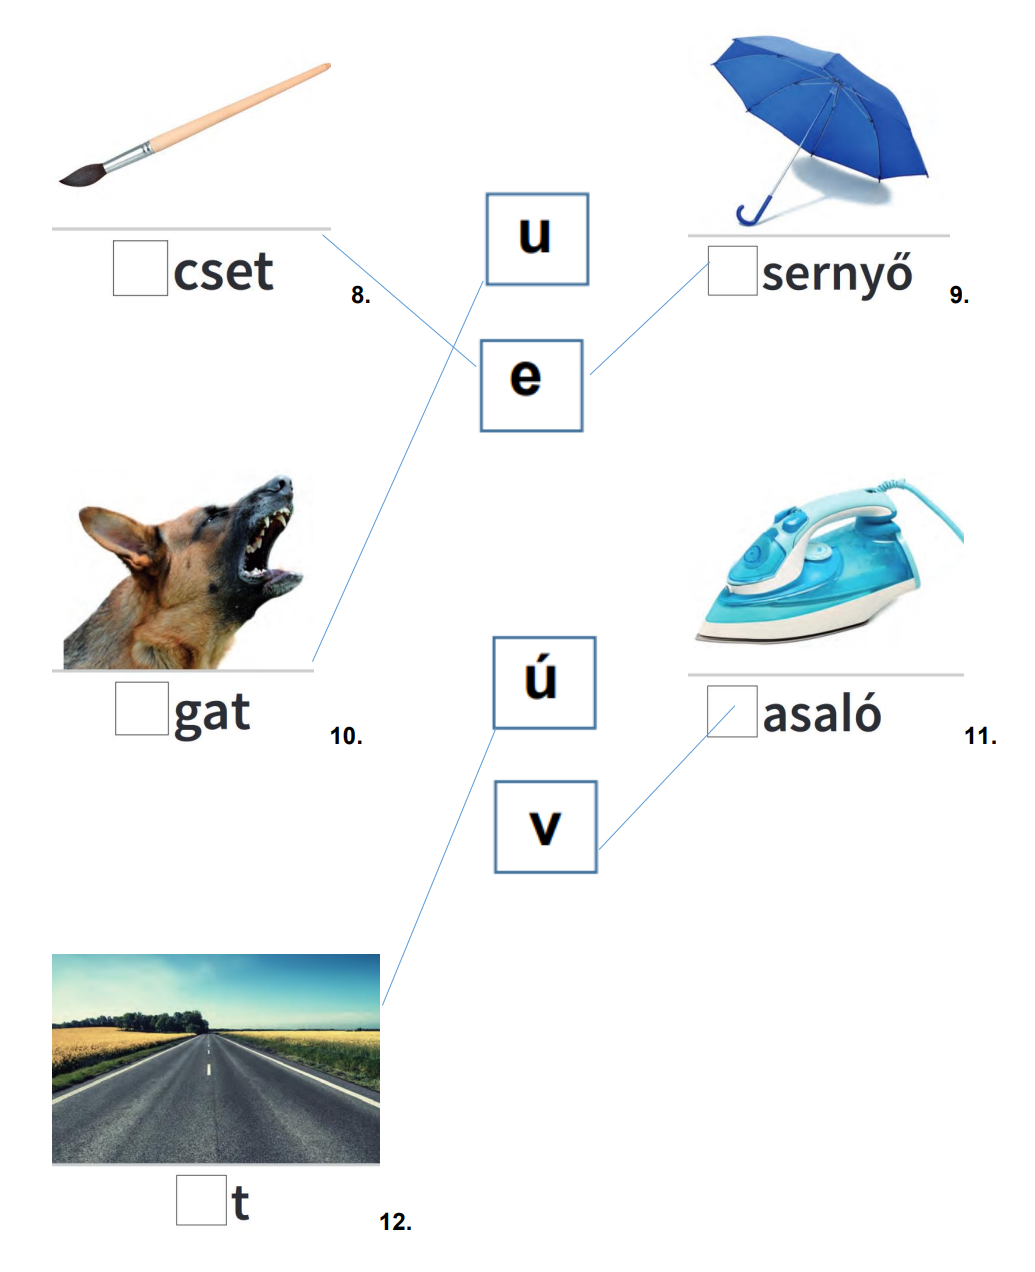 u
cset
8.
sernyő
9.
e
ú
gat
10.
asaló
11.
v
t
12.